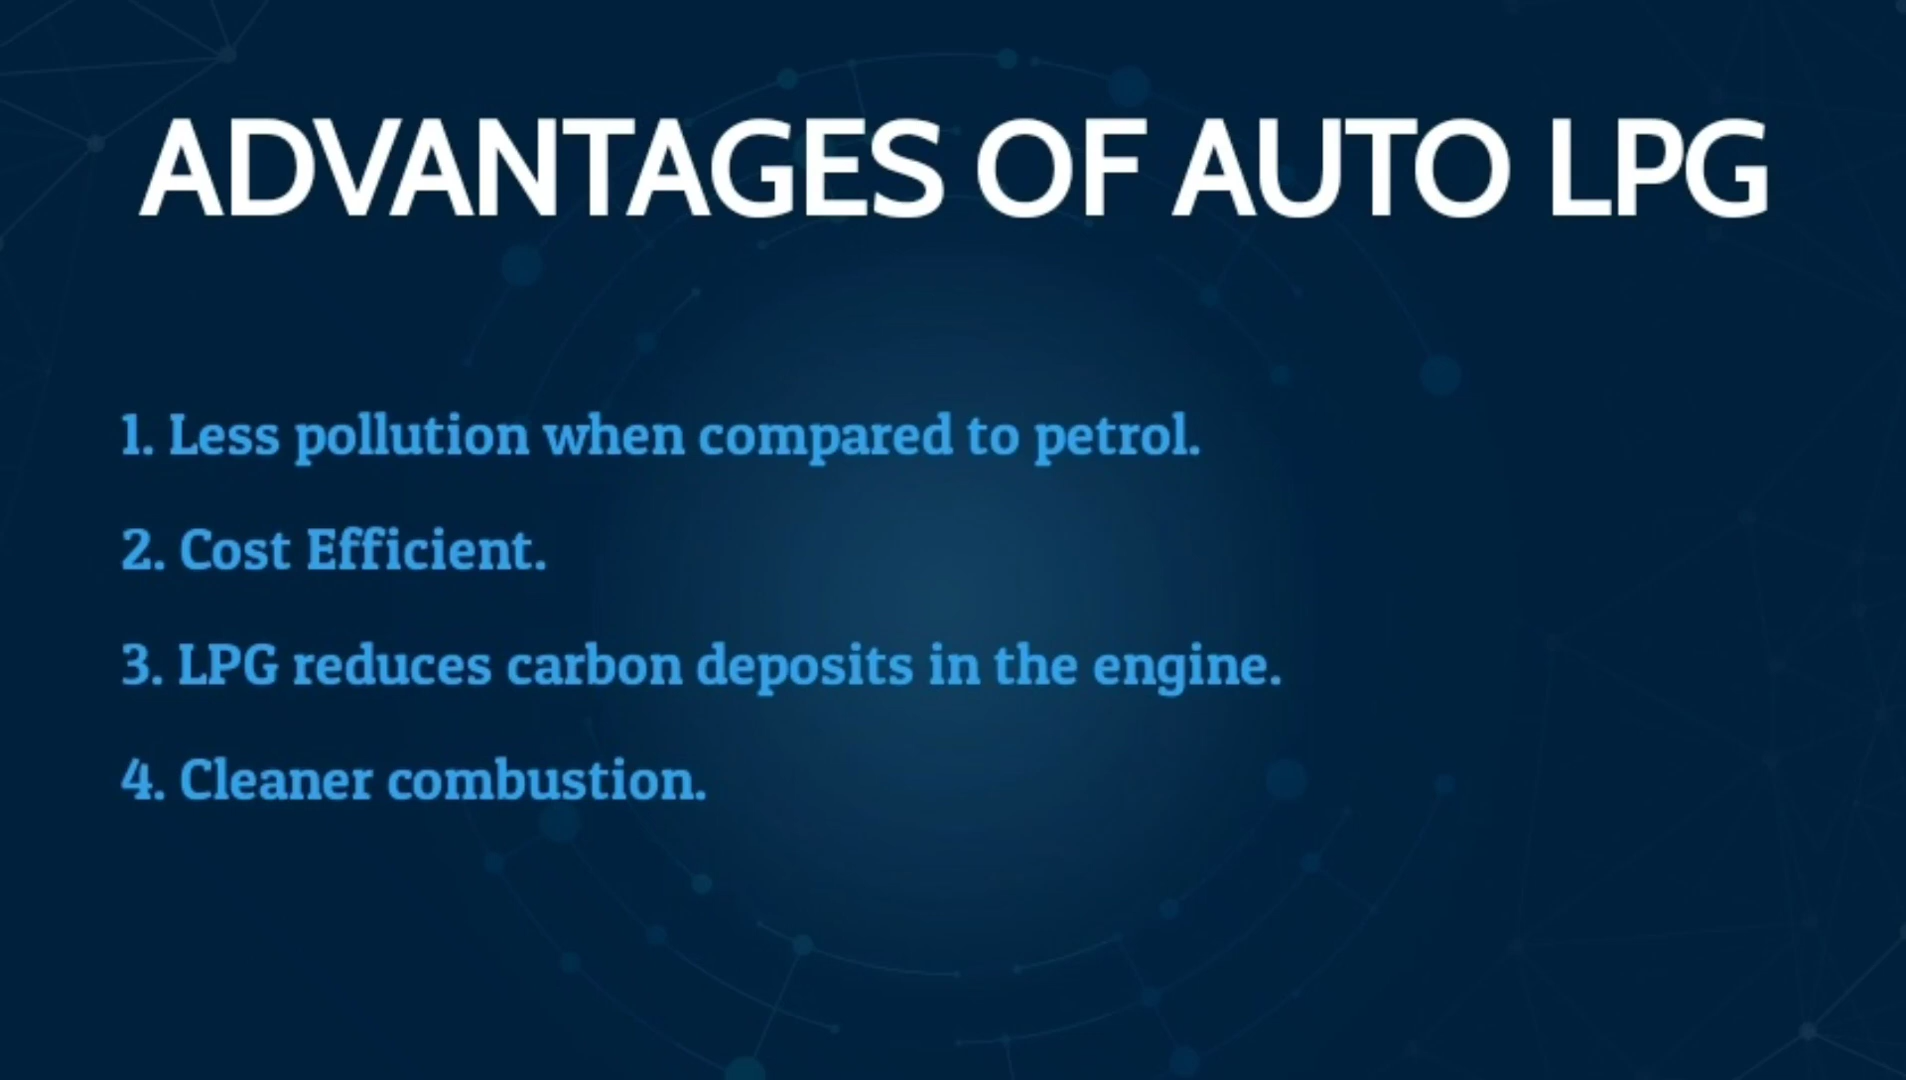 ADVANTAGES OF AUTO LPG
1. Less pollution when compared to petrol.
2. Cost Efficient.
3. LPG reduces carbon deposits in the engine.
4. Cleaner combustion.